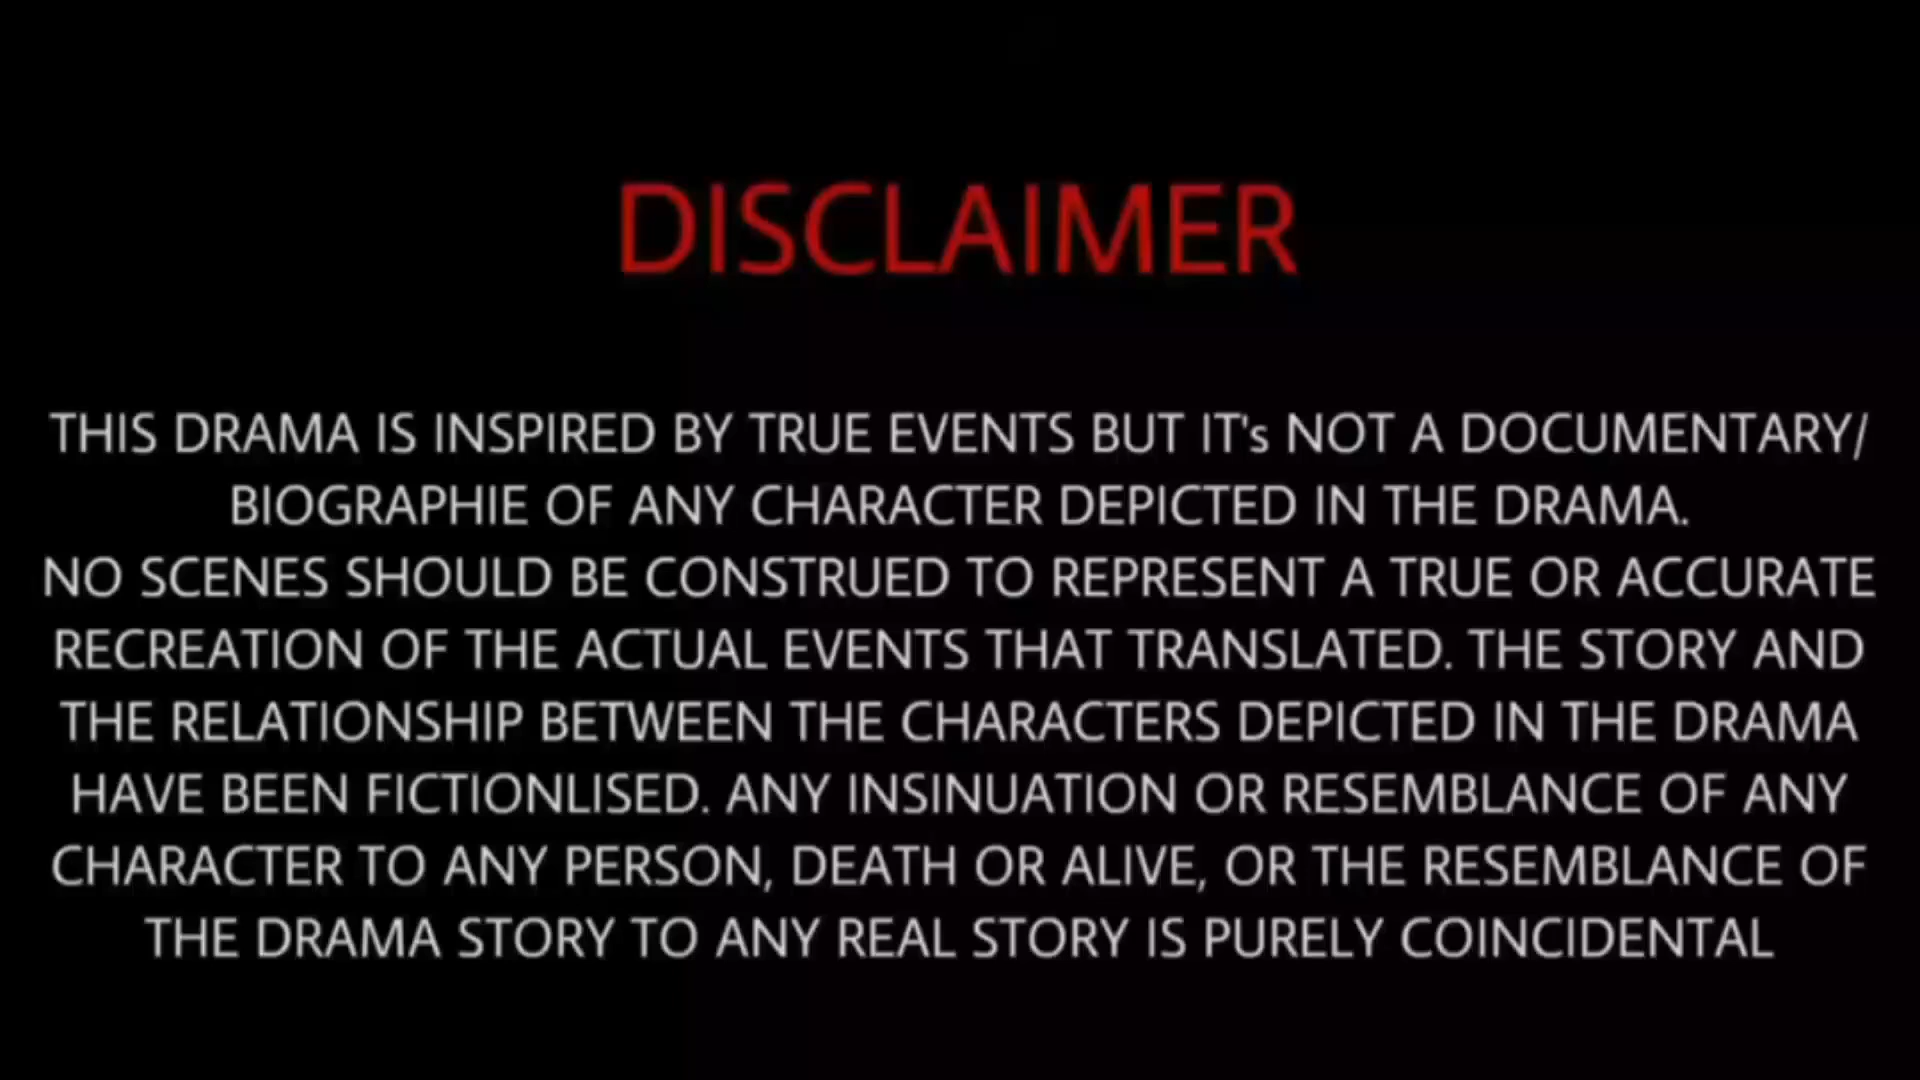 DISCLAIMER
THIS DRAMA IS INSPIRED BY TRUE EVENTS BUT IT's NOT A DOCUMENTARY/
BIOGRAPHIE OF ANY CHARACTER DEPICTED IN THE DRAMA.
NO SCENES SHOULD BE CONSTRUED TO REPRESENT A TRUE OR ACCURATE
RECREATION OF THE ACTUAL EVENTS THAT TRANSLATED. THE STORY AND
THE RELATIONSHIP BETWEEN THE CHARACTERS DEPICTED IN THE DRAMA
HAVE BEEN FICTIONLISED. ANY INSINUATION OR RESEMBLANCE OF ANY
CHARACTER TO ANY PERSON, DEATH OR ALIVE, OR THE RESEMBLANCE OF
THE DRAMA STORY TO ANY REAL STORY IS PURELY COINCIDENTAL